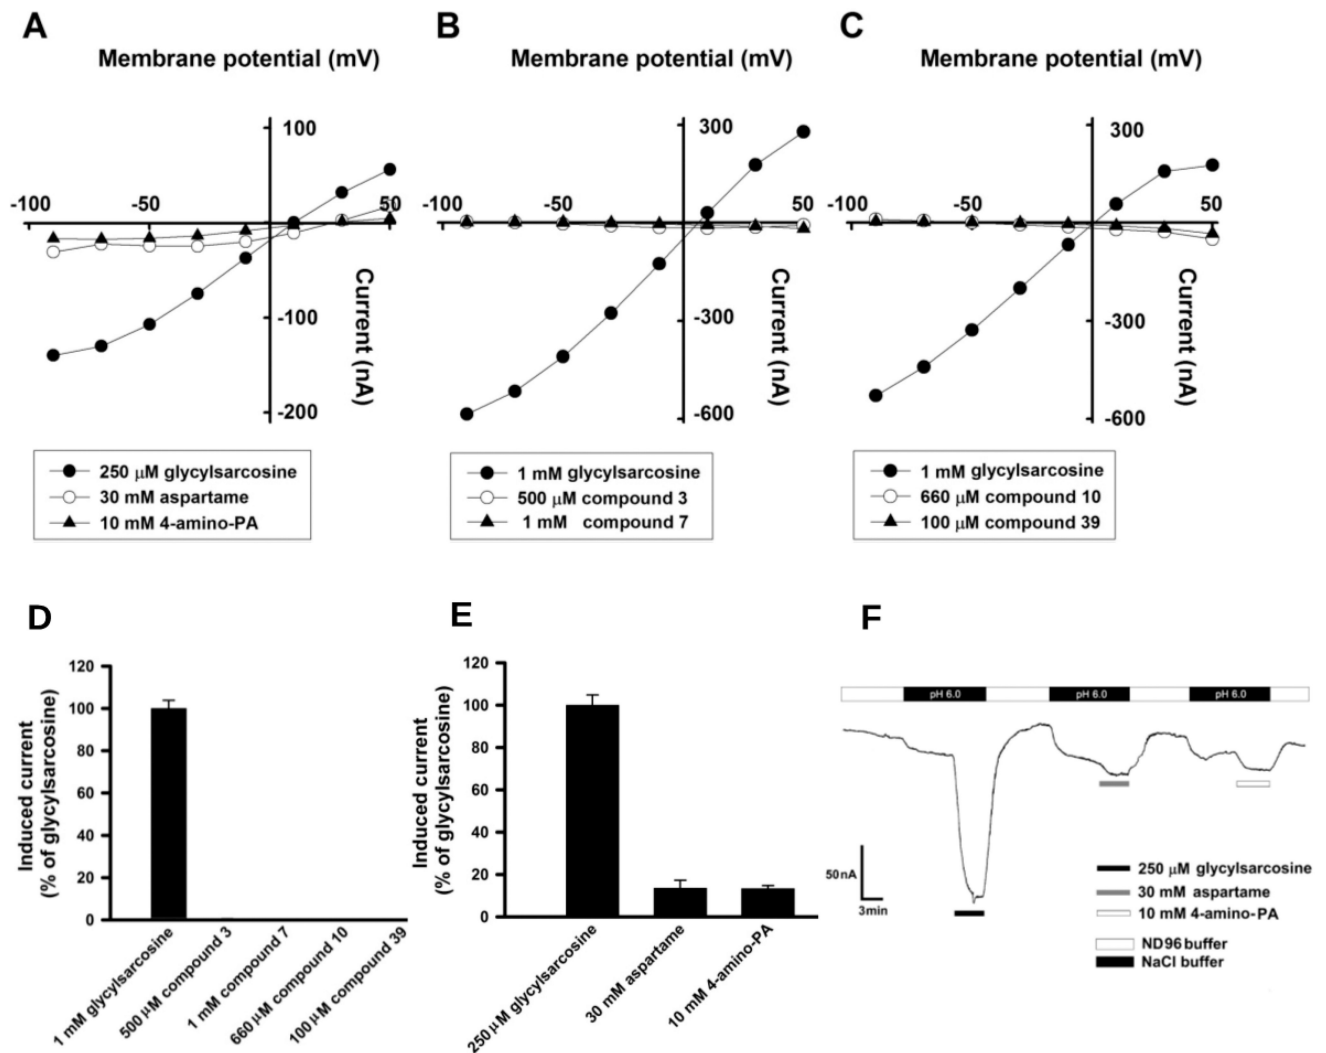 A
Membrane potential (mV)
100
-100
-50
50
-100
-200
Current (nA)
250 μM glycylsarcosine
30 mM aspartame
10 mM 4-amino-PA
B
Membrane potential (mV)
300
-100
-50
50
-300
-600
Current (nA)
1 mM glycylsarcosine
500 μM compound 3
1 mM compound 7
C
Membrane potential (mV)
300
-100
-50
50
-300
-600
Current (nA)
1 mM glycylsarcosine
660 μM compound 10
100 μM compound 39
D
Induced current
(% of glycylsarcosine)
120
100
80
60
40
20
0
1 mM glycylsarcosine
500 μM compound 3
1 mM compound 7
660 μM compound 10
100 μM compound 39
E
Induced current
(% of glycylsarcosine)
120
100
80
60
40
20
0
250 μM glycylsarcosine
30 mM aspartame
10 mM 4-amino-PA
F
pH 6.0
pH 6.0
pH 6.0
50 nA
3min
250 μM glycylsarcosine
30 mM aspartame
10 mM 4-amino-PA
ND96 buffer
NaCl buffer